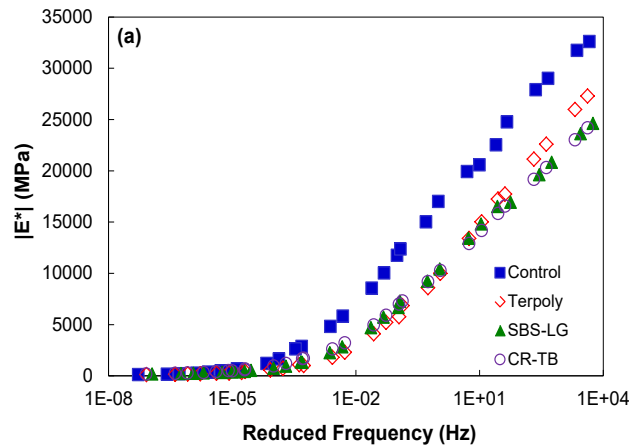 (a)
35000
30000
25000
20000
15000
10000
5000
0
|E*| (MPa)
Control
Terpoly
SBS-LG
CR-TB
1E-08 1E-05 1E-02 1E+01 1E+04
Reduced Frequency (Hz)